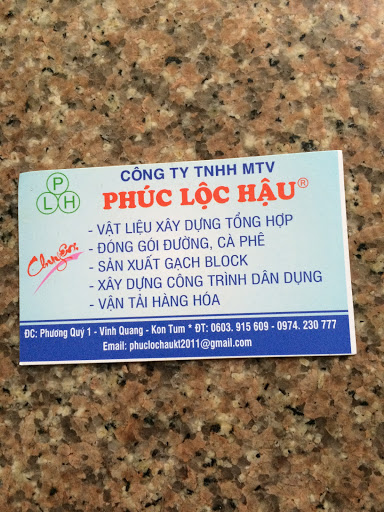 P
L H
CÔNG TY TNHH MTV
PHÚC LỘC HẬU®
Chuyên:
- VẬT LIỆU XÂY DỰNG TỔNG HỢP
- ĐÓNG GÓI ĐƯỜNG, CÀ PHÊ
- SẢN XUẤT GẠCH BLOCK
- XÂY DỰNG CÔNG TRÌNH DÂN DỤNG
- VẬN TẢI HÀNG HÓA
ĐC: Phương Quý 1 - Vinh Quang - Kon Tum * ĐT: 0603. 915 609 - 0974. 230 777
Email: phuclochaukt2011@gmail.com